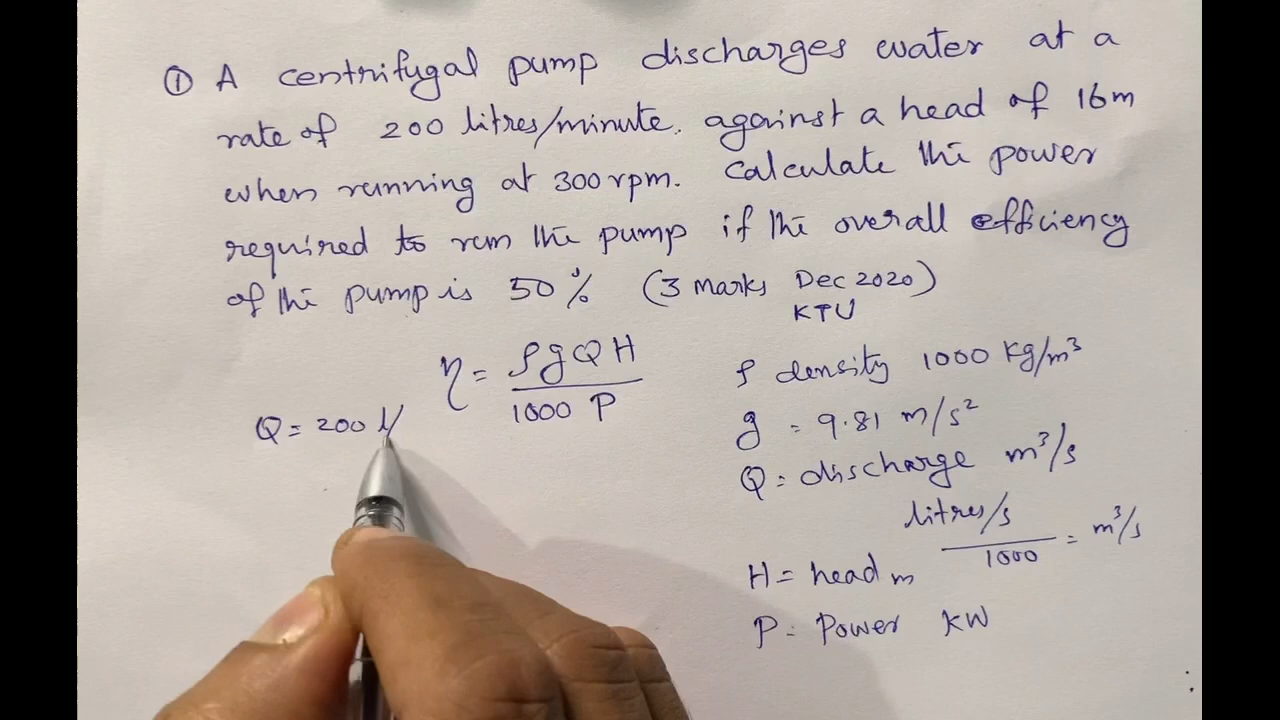 ① A centrifugal pump discharges water at a
rate of 200 litres/minute. against a head of 16m
when running at 300 rpm. Calculate the power
required to run the pump if the overall efficiency
of the pump is 50% (3 marks Dec 2020)
KTU
η = ρgQH
1000 P
Q = 200 l/
ρ density 1000 Kg/m³
g = 9.81 m/s²
Q = discharge m³/s
litres/s
1000 = m³/s
H = head m
P = Power KW